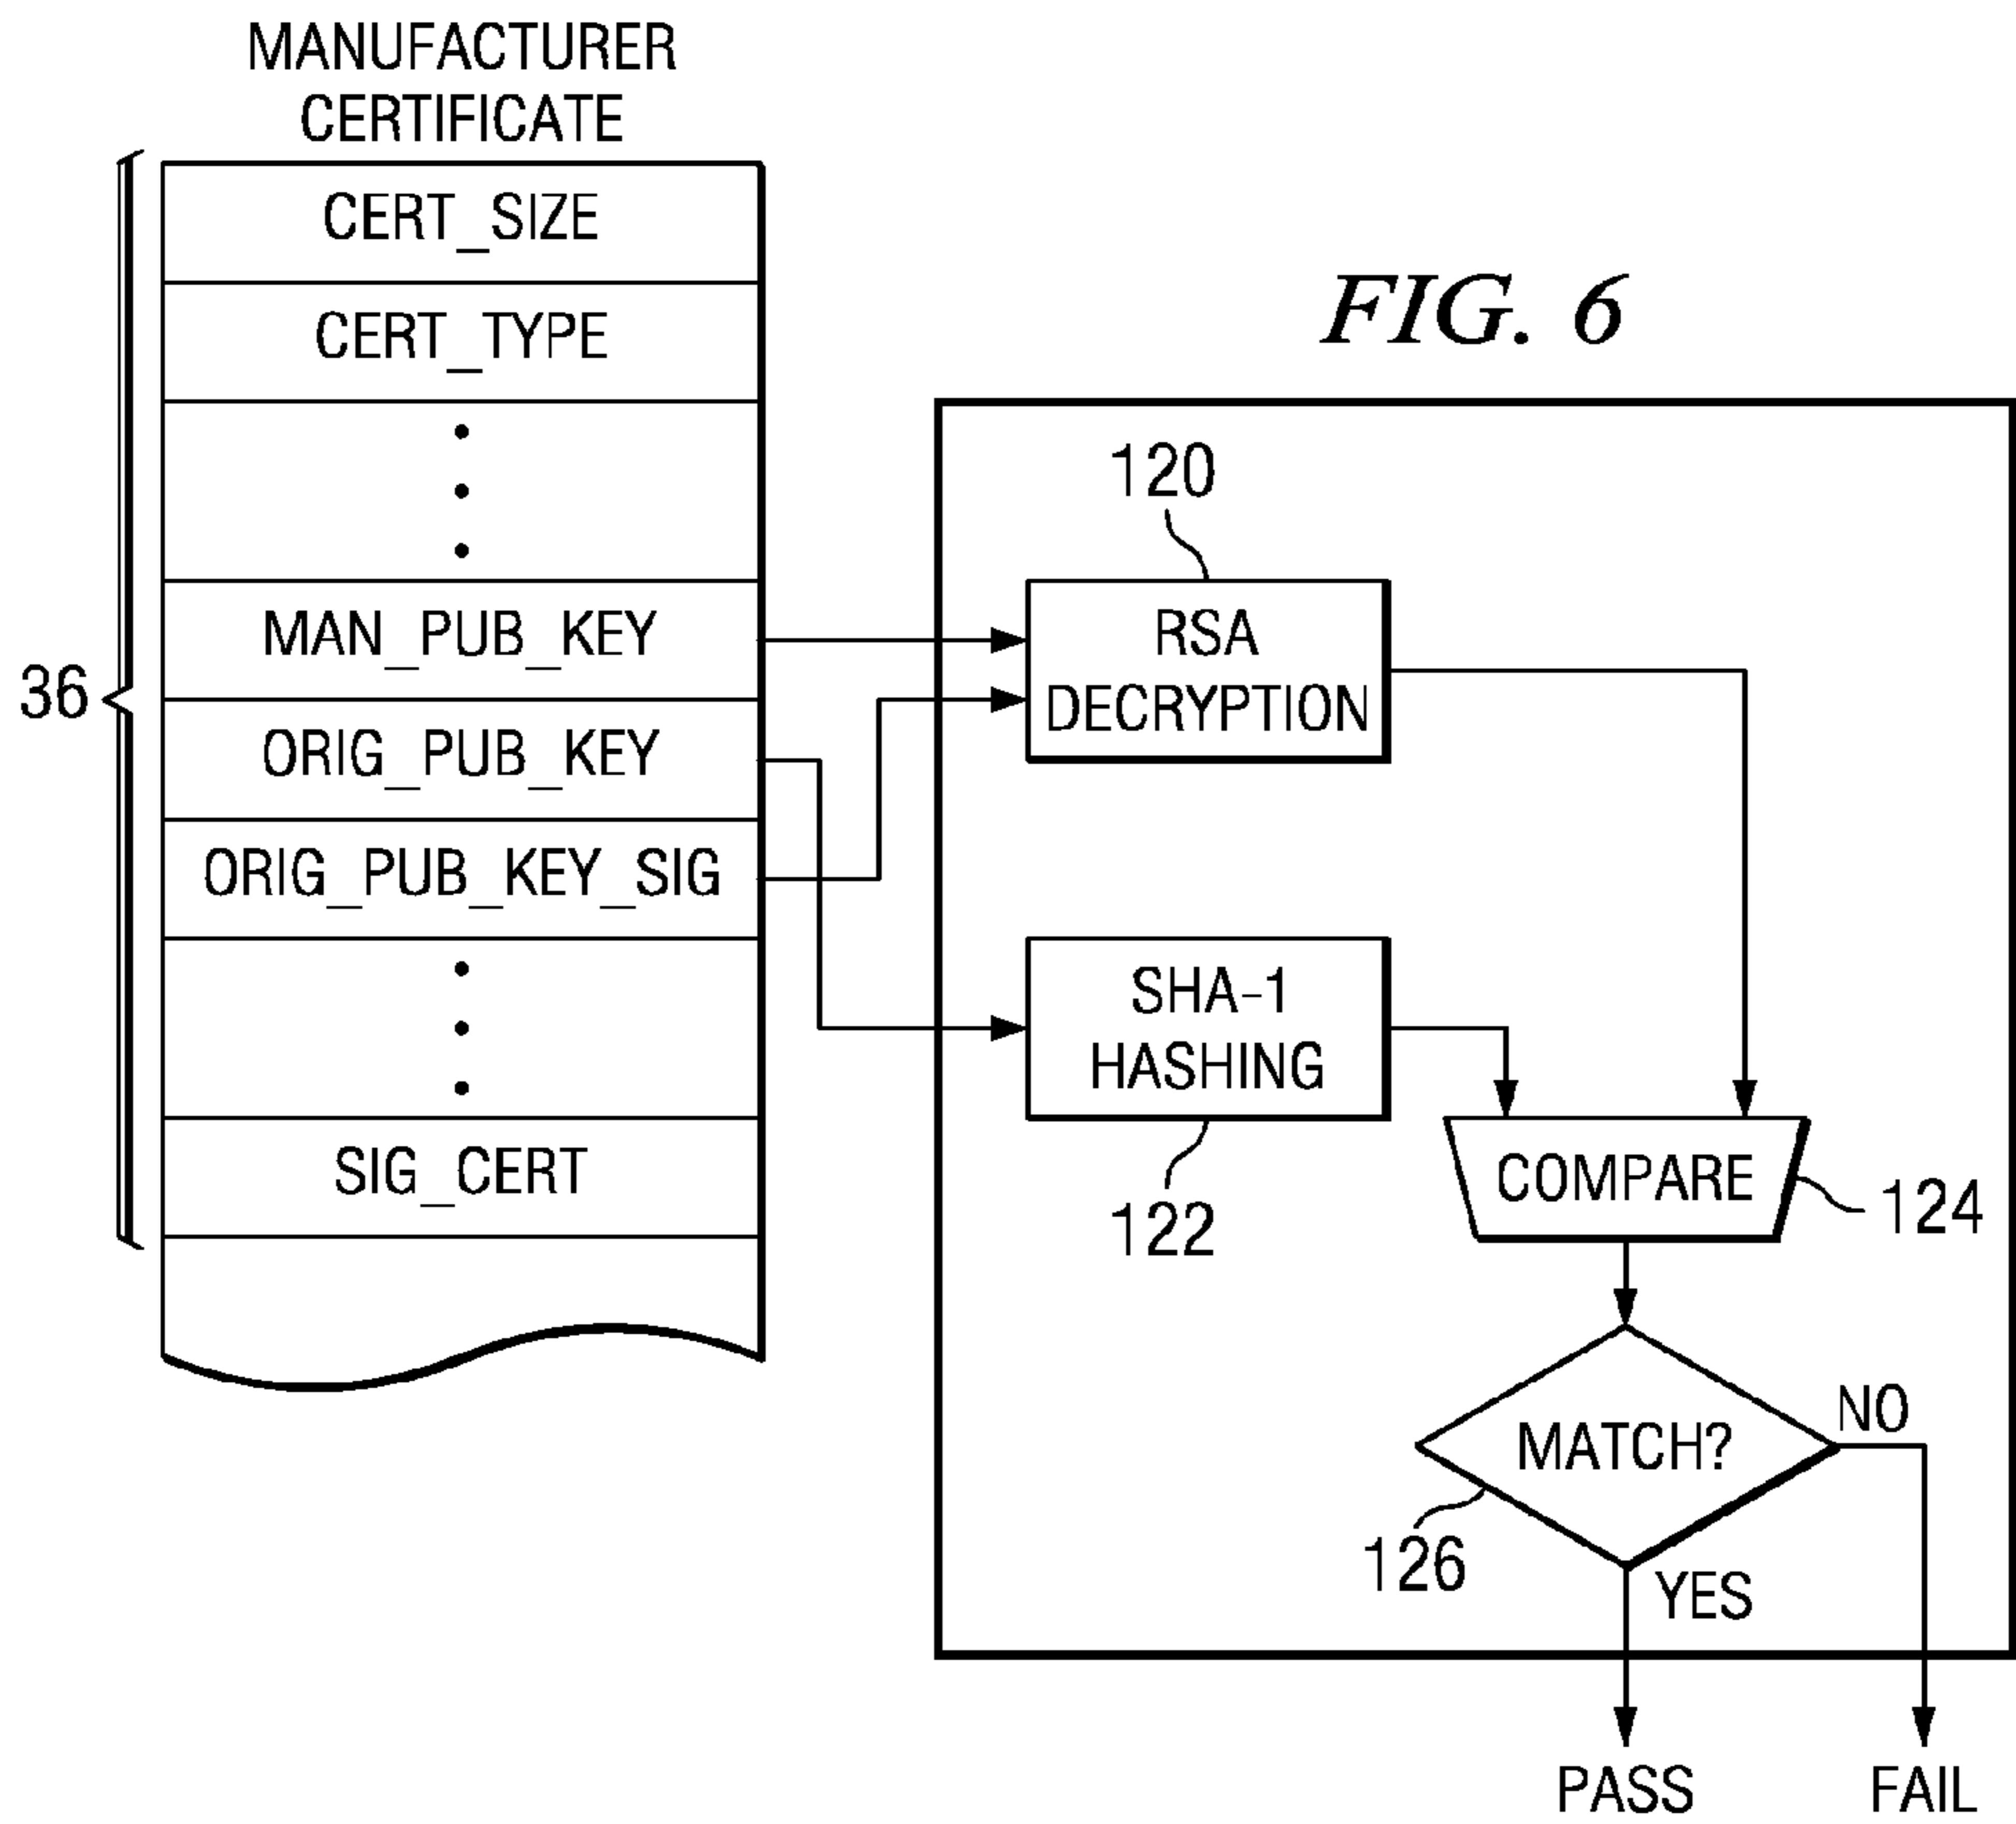 MANUFACTURER
CERTIFICATE
CERT_SIZE
CERT_TYPE
MAN_PUB_KEY
ORIG_PUB_KEY
ORIG_PUB_KEY_SIG
SIG_CERT
36
FIG. 6
120
RSA
DECRYPTION
SHA-1
HASHING
122
COMPARE
124
MATCH?
NO
126
YES
PASS
FAIL